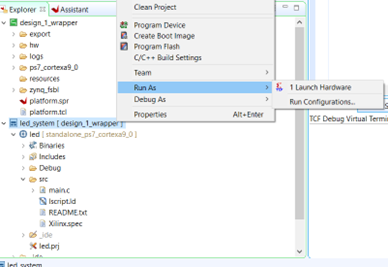 Explorer
Assistant
design_1_wrapper
export
hw
logs
ps7_cortexa9_0
resources
zynq_fsbl
platform.spr
platform.tcl
led_system [ design_1_wrapper ]
led [ standalone_ps7_cortexa9_0 ]
Binaries
Includes
Debug
src
main.c
lscript.ld
README.txt
Xilinx.spec
_ide
led.prj
_ide
led_system
Clean Project
Program Device
Create Boot Image
Program Flash
C/C++ Build Settings
Team
Run As
Debug As
Properties Alt+Enter
1 Launch Hardware
Run Configurations...
TCF Debug Virtual Termi